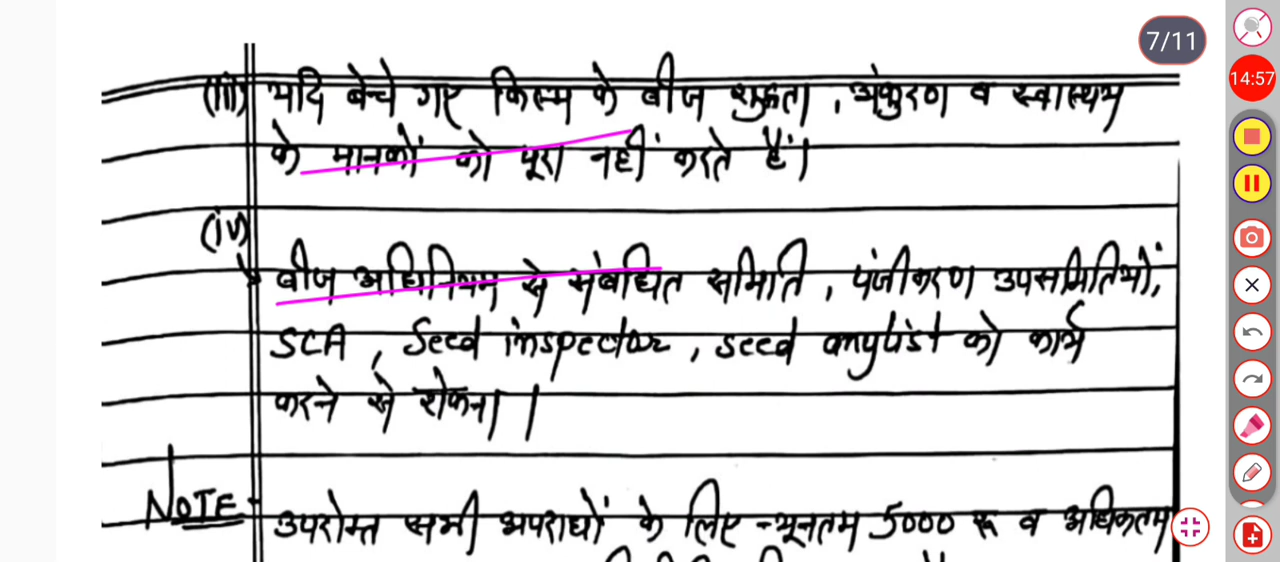 7/11
14:57
(iii) यदि बेचे गए किस्म के बीज शुद्धता, अंकुरण व स्वास्थय
के मानकों को पूरा नहीं करते हैं।
(iv)
बीज अधिनियम से संबंधित समिति, पंजीकरण उपसमितियों,
SCA, Seed inspector, seed anylist को कार्य
करने से रोकना।
NOTE - उपरोक्त सभी अपराधों के लिए न्यूनतम 5000 रू व अधिकतम